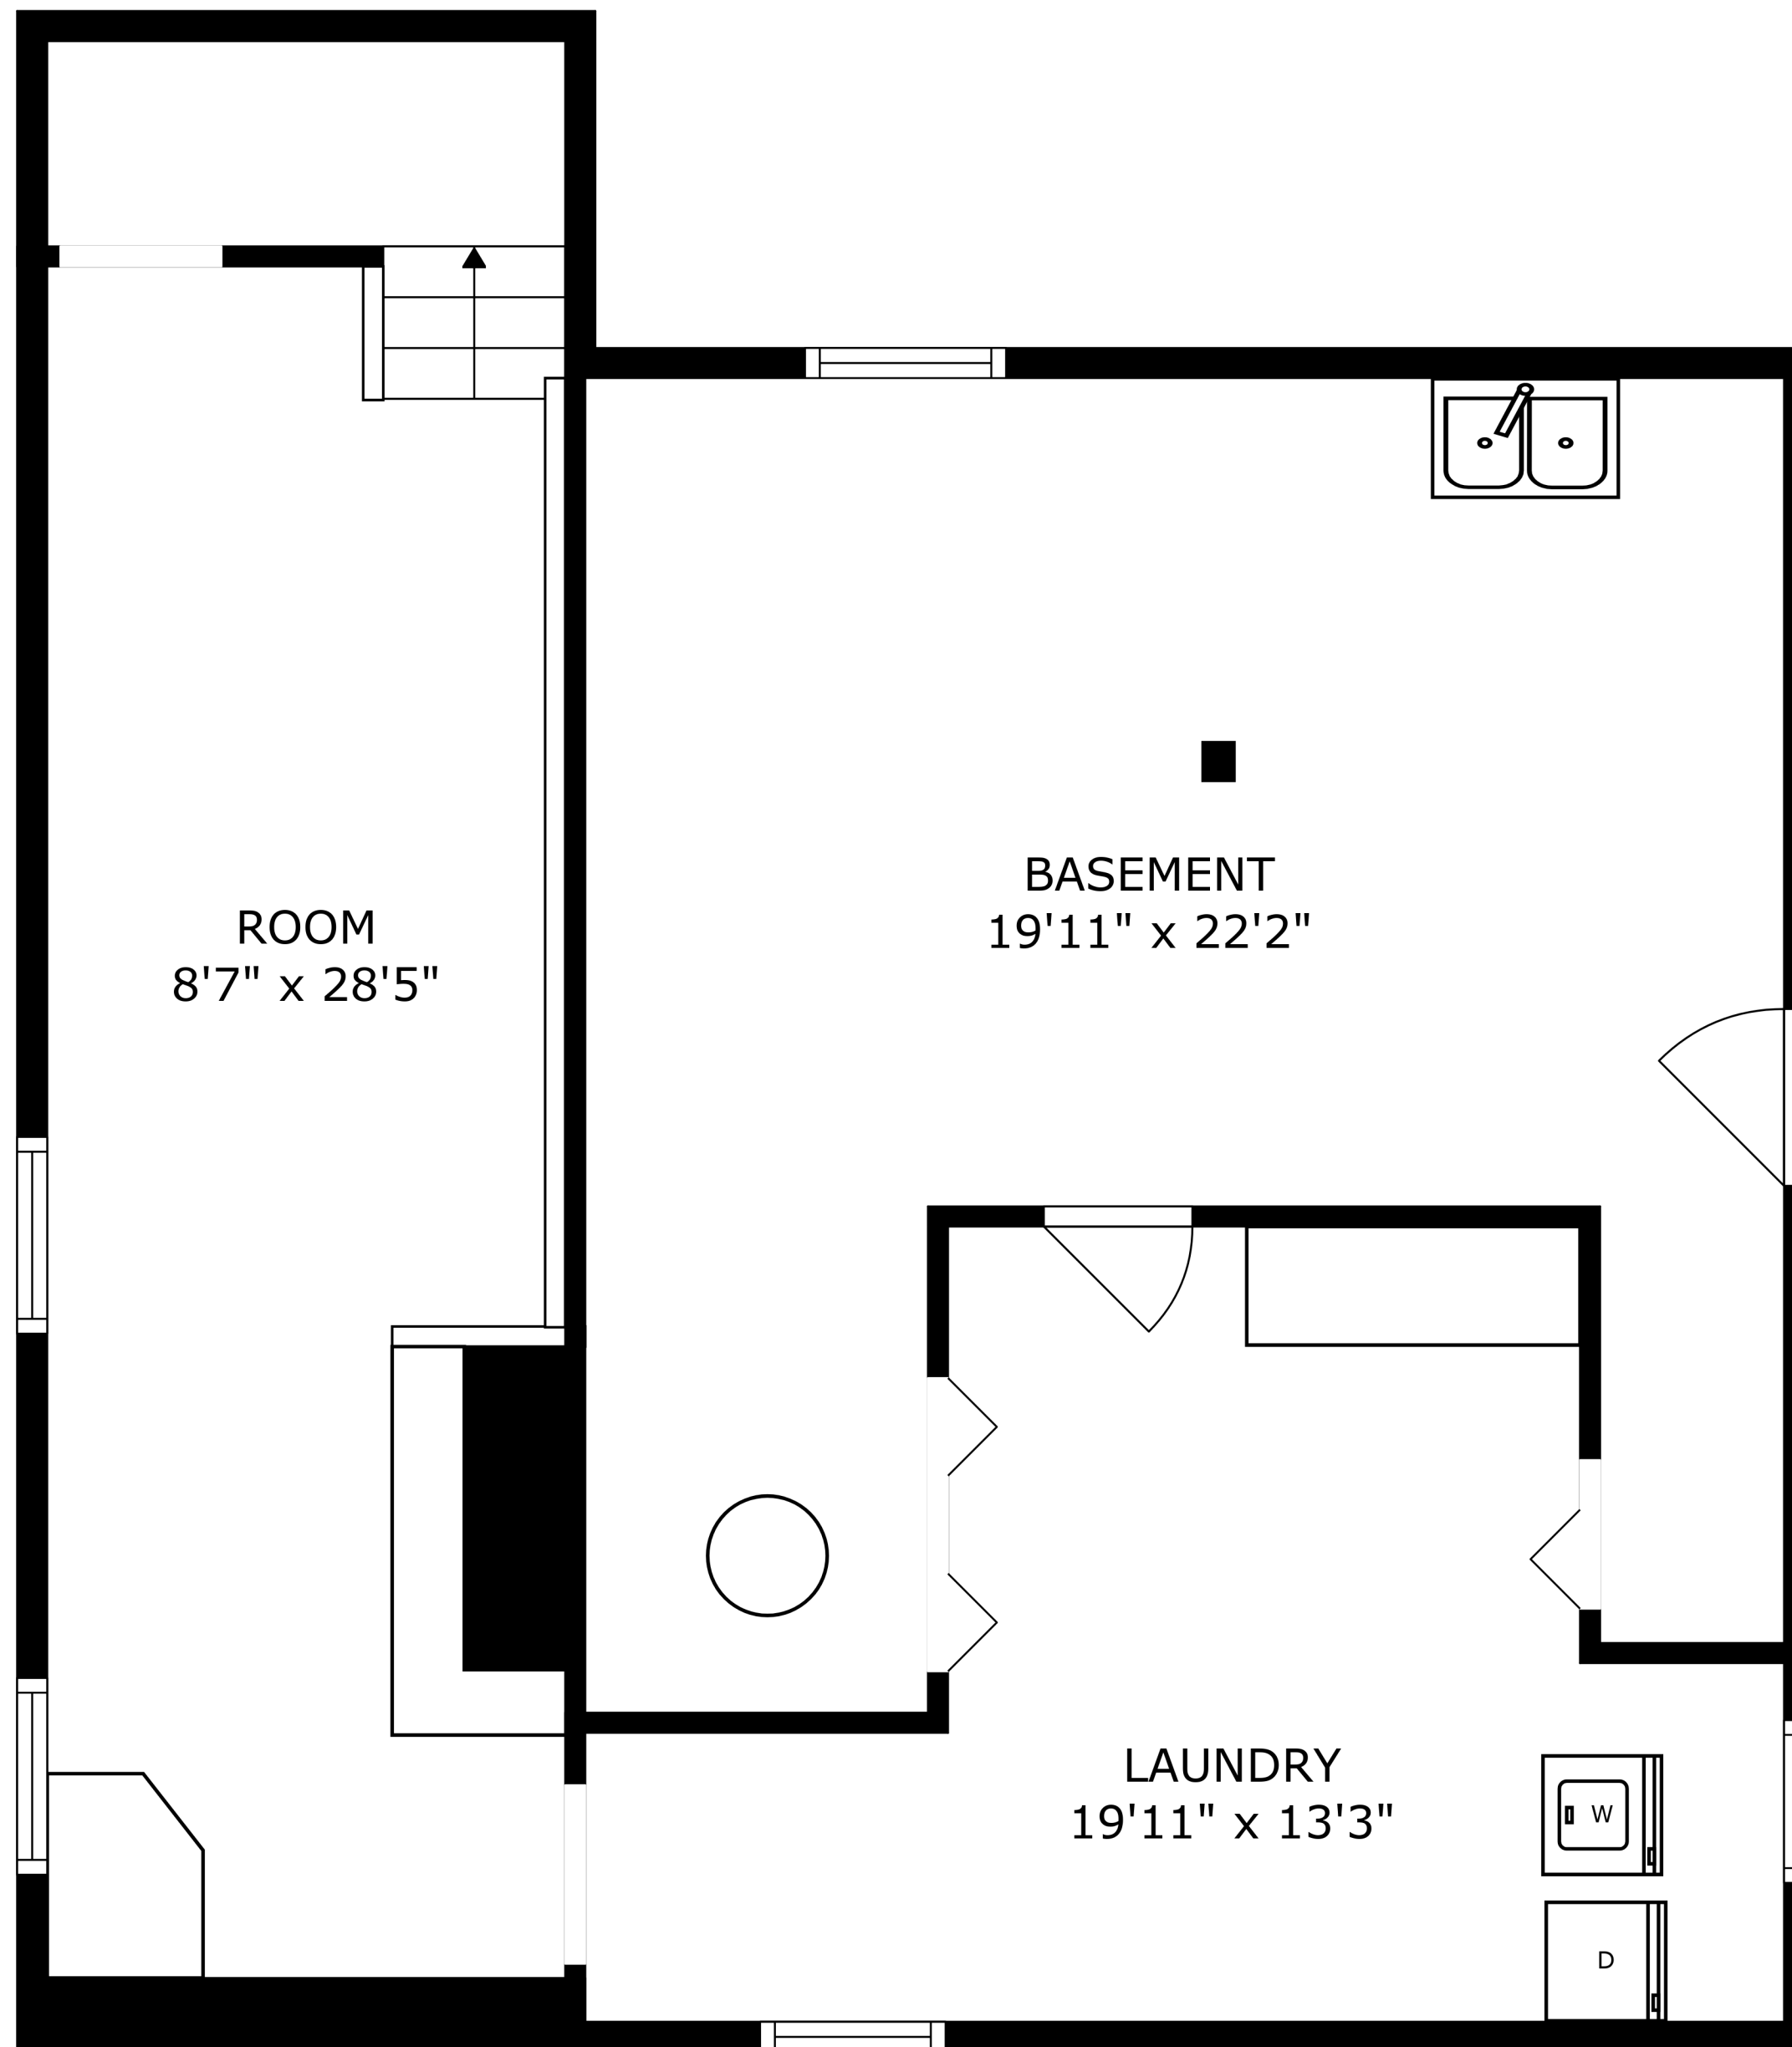 BASEMENT
19'11" x 22'2"
ROOM
8'7" x 28'5"
LAUNDRY
19'11" x 13'3"
W
D